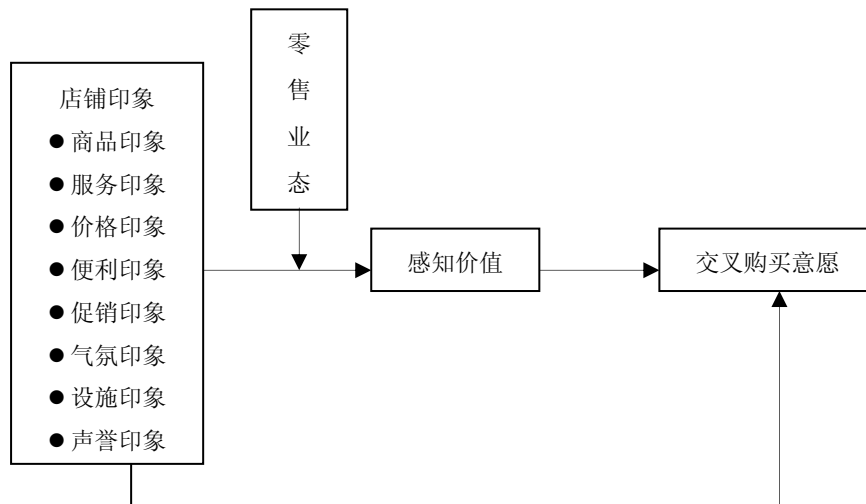 零
售
业
态
店铺印象
●商品印象
●服务印象
●价格印象
●便利印象
●促销印象
●气氛印象
●设施印象
●声誉印象
感知价值
交叉购买意愿